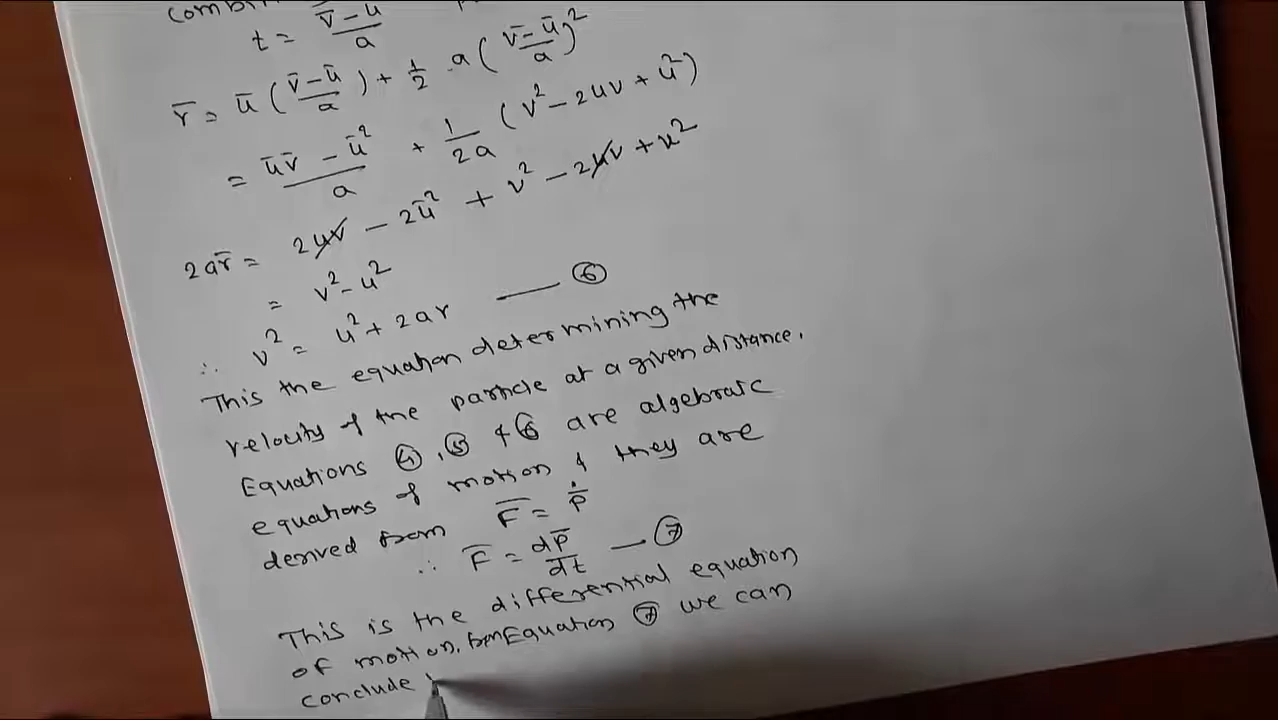 t = v̄ - u / a
r̄ = ū ( v̄ - ū / a ) + 1/2 a ( v̄ - ū / a )²
= ū v̄ - ū² / a + 1/2a ( v² - 2uv + ū² )
2a r̄ = 2uv - 2ū² + v² - 2uv + u²
= v² - u²
∴ v² = u² + 2ar — ⑥
This the equation determining the
velocity of the particle at a given distance.
Equations ④, ⑤ & ⑥ are algebraic
equations of motion & they are
derived from F̄ = ṗ
∴ F̄ = dp̄/dt — ⑦
This is the differential equation
of motion. from Equation ⑦ we can
conclude